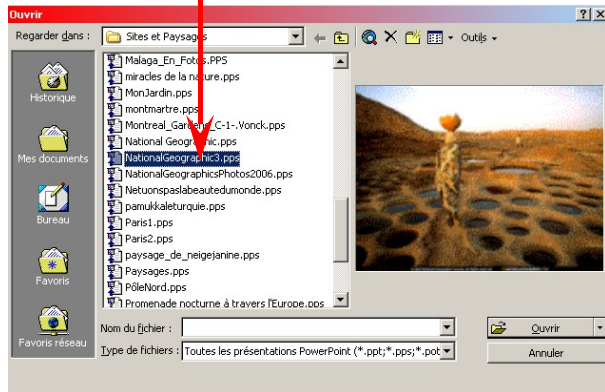 Ouvrir
Regarder dans :
Sites et Paysages
Outils
Historique
Mes documents
Bureau
Favoris
Favoris réseau
Malaga_En_Fotos.PPS
miracles de la nature.pps
MonJardin.pps
montmartre.pps
Montreal_Gardens_C-1-.Vonck.pps
National Geographic.pps
NationalGeographic3.pps
NationalGeographicsPhotos2006.pps
Netuonspaslabeautedumonde.pps
pamukkaleturquie.pps
Paris1.pps
Paris2.pps
paysage_de_neigejanine.pps
Paysages.pps
PôleNord.pps
Promenade nocturne à travers l'Europe.pps
Nom du fichier :
Type de fichiers :
Toutes les présentations PowerPoint (*.ppt;*.pps;*.pot
Ouvrir
Annuler